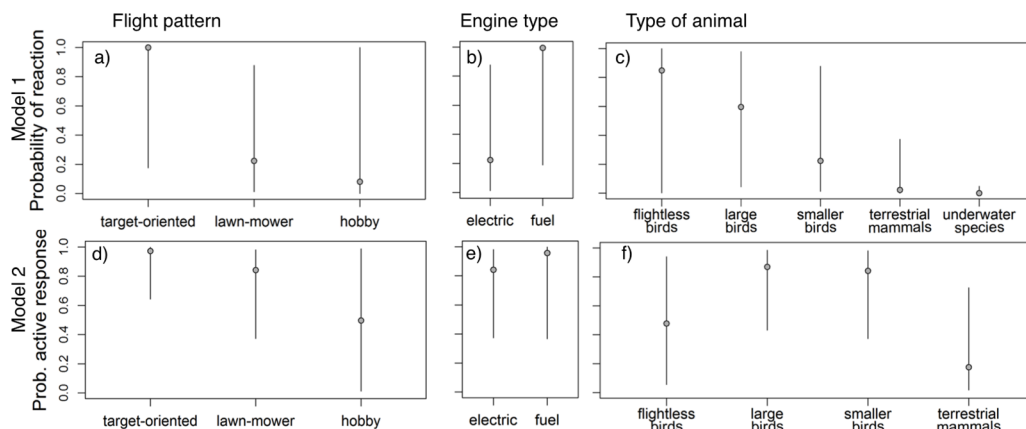 Flight pattern
Engine type
Type of animal
Model 1
Probability of reaction
1.0
0.8
0.6
0.4
0.2
0.0
a)
target-oriented
lawn-mower
hobby
b)
electric
fuel
c)
flightless
birds
large
birds
smaller
birds
terrestrial
mammals
underwater
species
Model 2
Prob. active response
1.0
0.8
0.6
0.4
0.2
0.0
d)
target-oriented
lawn-mower
hobby
e)
electric
fuel
f)
flightless
birds
large
birds
smaller
birds
terrestrial
mammals